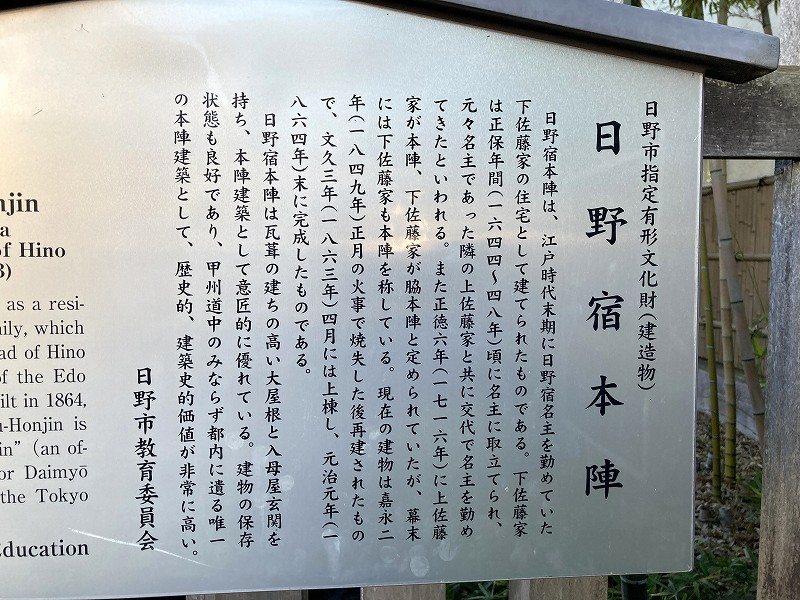 日野市指定有形文化財(建造物)
日野宿本陣
日野宿本陣は、江戸時代末期に日野宿名主を勤めていた
下佐藤家の住宅として建てられたものである。下佐藤家
は正保年間(一六四四〜四八年)頃に名主に取立てられ、
元々名主であった隣の上佐藤家と共に交代で名主を勤め
てきたといわれる。また正徳六年(一七一六年)に上佐藤
家が本陣、下佐藤家が脇本陣と定められていたが、幕末
には下佐藤家も本陣を称している。現在の建物は嘉永二
年(一八四九年)正月の火事で焼失した後再建されたもの
で、文久三年(一八六三年)四月には上棟し、元治元年(一
八六四年)末に完成したものである。
日野宿本陣は瓦葺の建ちの高い大屋根と入母屋玄関を
持ち、本陣建築として意匠的に優れている。建物の保存
状態も良好であり、甲州道中のみならず都内に遺る唯一
の本陣建築として、歴史的、建築史的価値が非常に高い。
日野市教育委員会
njin
a
of Hino
3)
as a resi-
ily, which
ad of Hino
of the Edo
ilt in 1864,
u-Honjin is
in” (an of-
or Daimyō
the Tokyo
Education